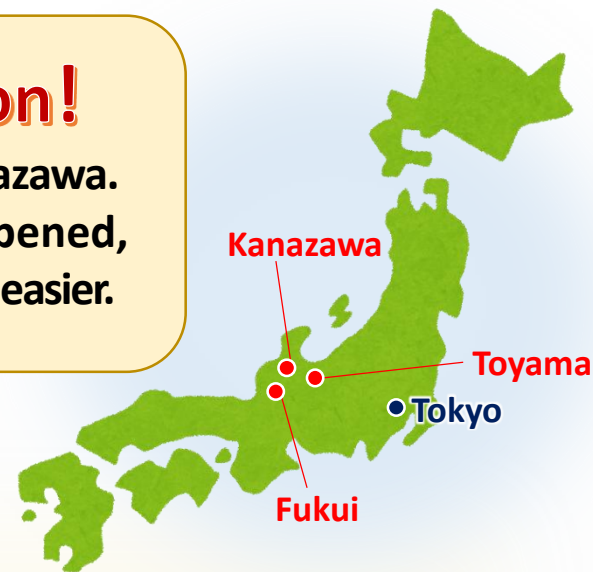 on!
azawa.
pened,
easier.
Kanazawa
Toyama
Tokyo
Fukui